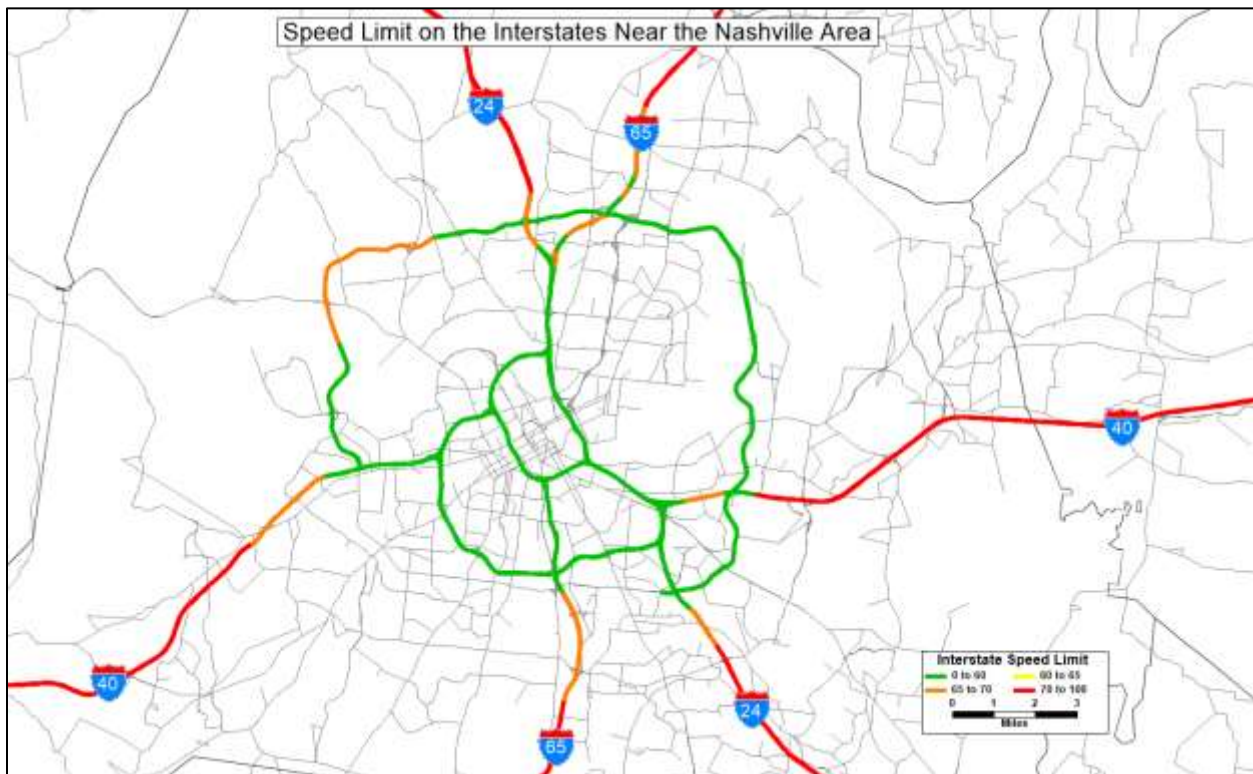 Speed Limit on the Interstates Near the Nashville Area
24
65
40
40
24
65
Interstate Speed Limit
0 to 60 60 to 65
65 to 70 70 to 100
0 1 2 3
Miles